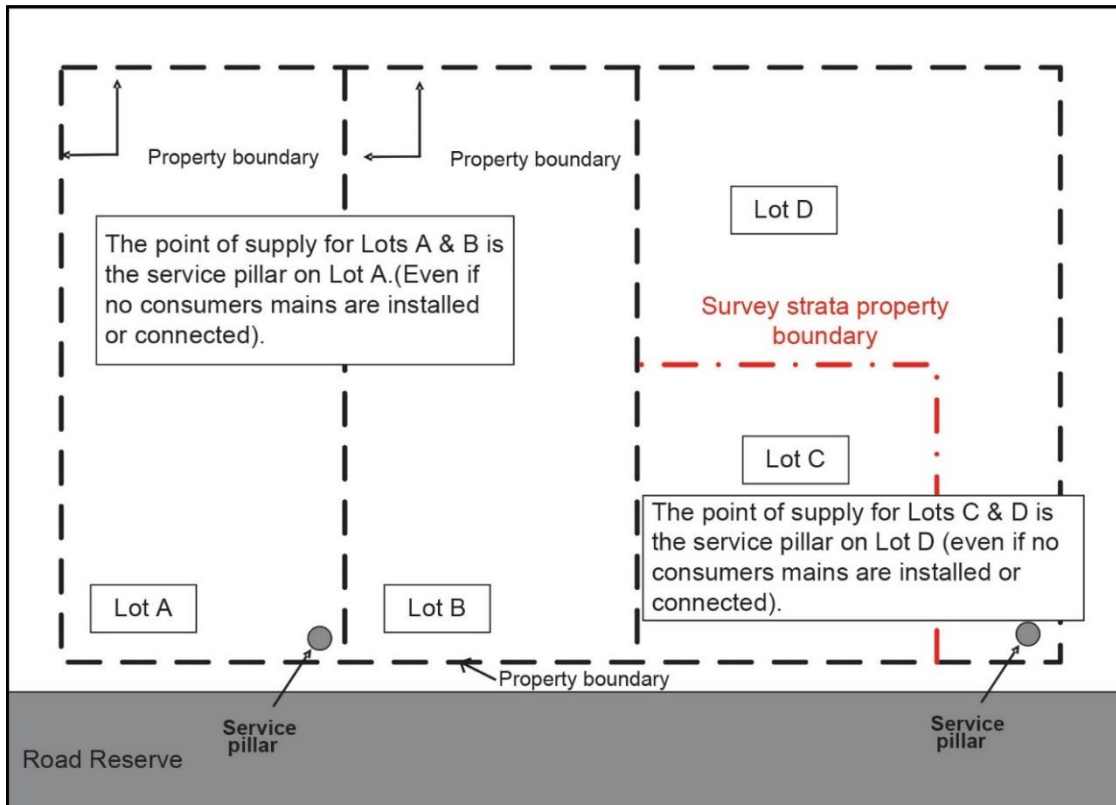 Property boundary
Property boundary
Lot D
The point of supply for Lots A & B is
the service pillar on Lot A.(Even if
no consumers mains are installed
or connected).
Survey strata property
boundary
Lot C
The point of supply for Lots C & D is
the service pillar on Lot D (even if no
consumers mains are installed or
connected).
Lot A
Lot B
Property boundary
Service
pillar
Service
pillar
Road Reserve